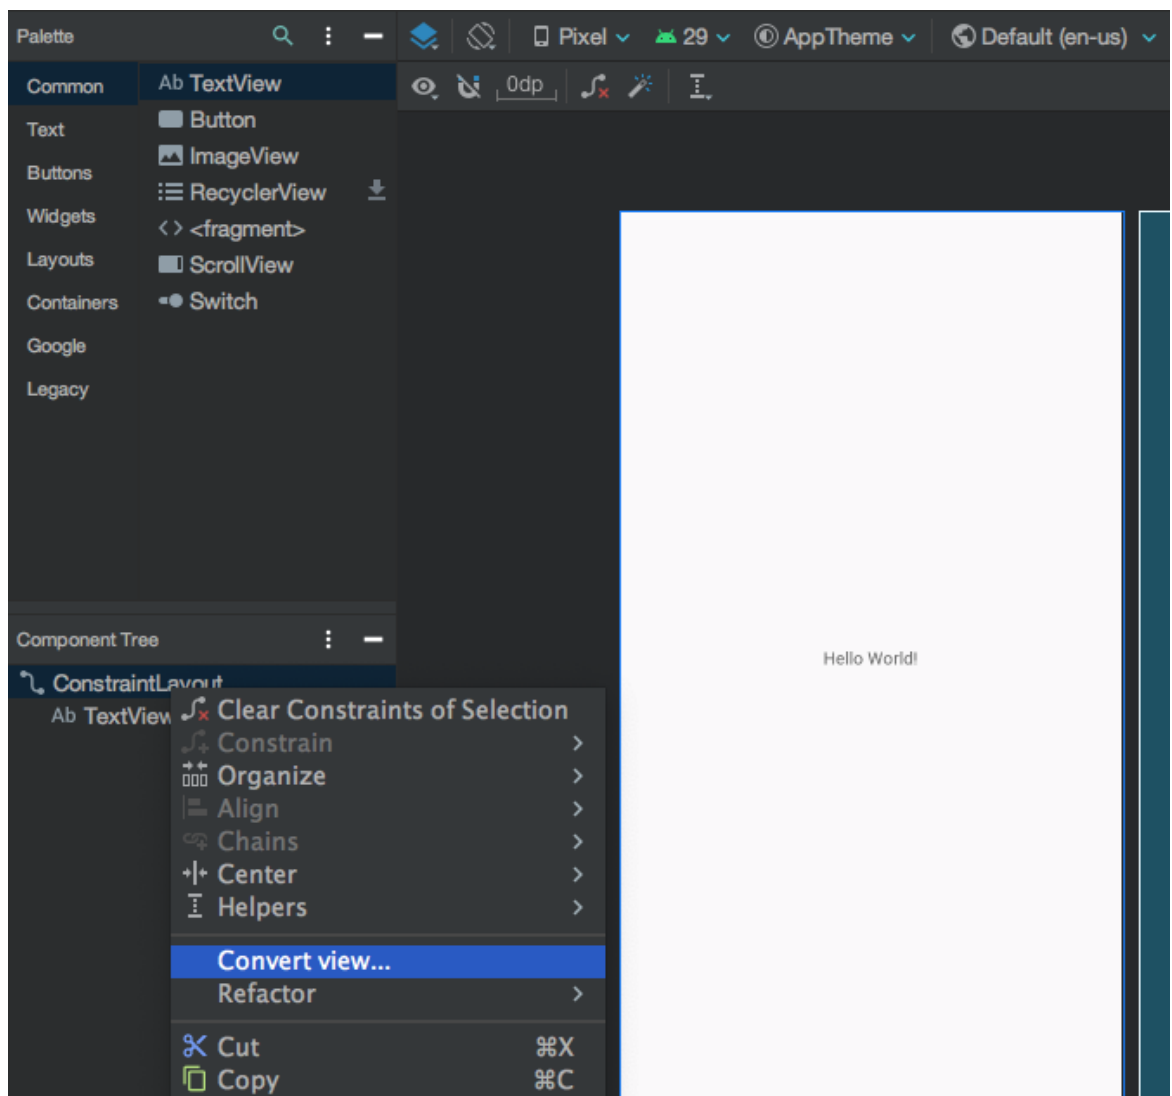 Palette
Pixel 29 AppTheme Default (en-us)
Common
Text
Buttons
Widgets
Layouts
Containers
Google
Legacy
Ab TextView
Button
ImageView
RecyclerView
<> <fragment>
ScrollView
Switch
0dp
Hello World!
Component Tree
ConstraintLayout
Ab TextView
Clear Constraints of Selection
Constrain
Organize
Align
Chains
Center
Helpers
Convert view...
Refactor
Cut ⌘X
Copy ⌘C